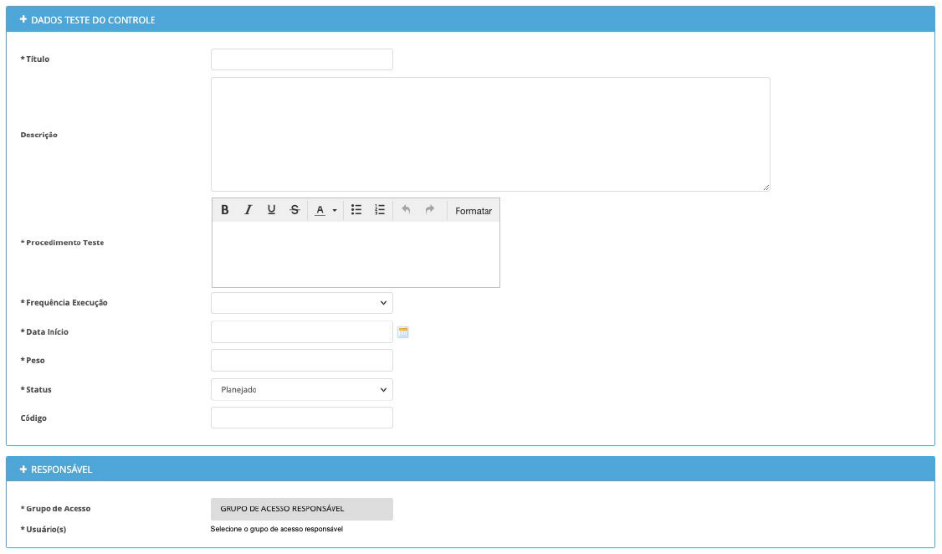 + DADOS TESTE DO CONTROLE
* Título
Descrição
B I U S A Formatar
* Procedimento Teste
* Frequência Execução
* Data Início
* Peso
* Status Planejado
Código
+ RESPONSÁVEL
* Grupo de Acesso GRUPO DE ACESSO RESPONSÁVEL
* Usuário(s) Selecione o grupo de acesso responsável